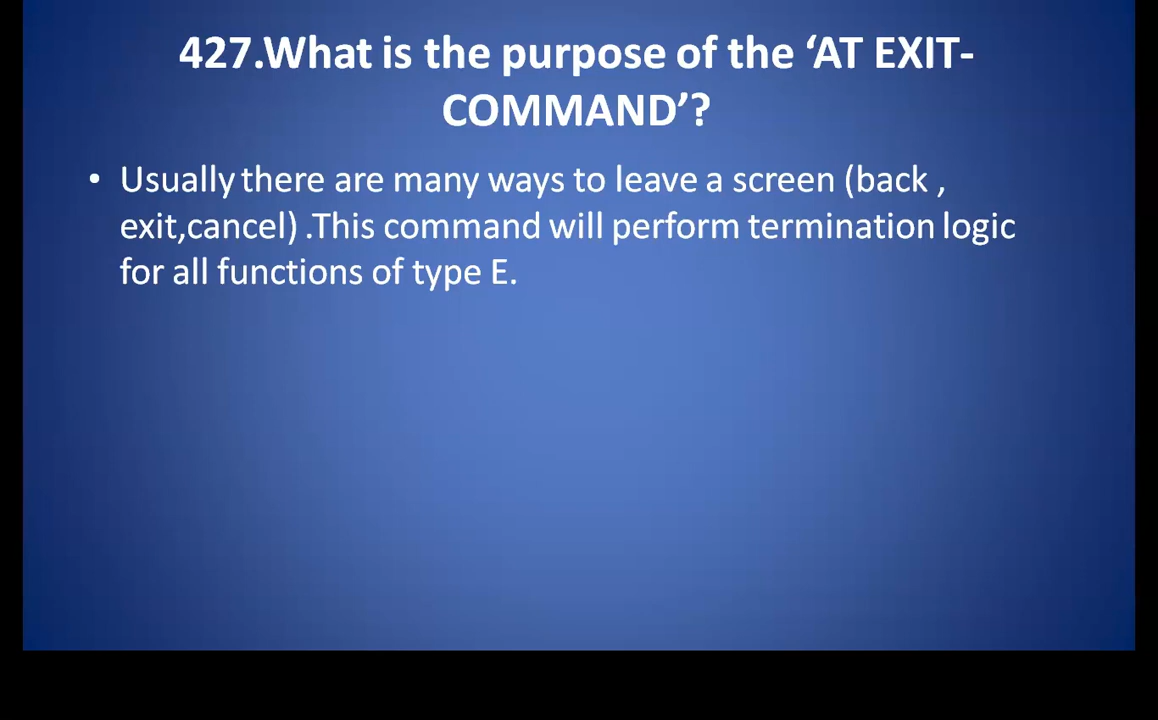 427.What is the purpose of the ‘AT EXIT-
COMMAND’?
• Usually there are many ways to leave a screen (back ,
exit,cancel) .This command will perform termination logic
for all functions of type E.